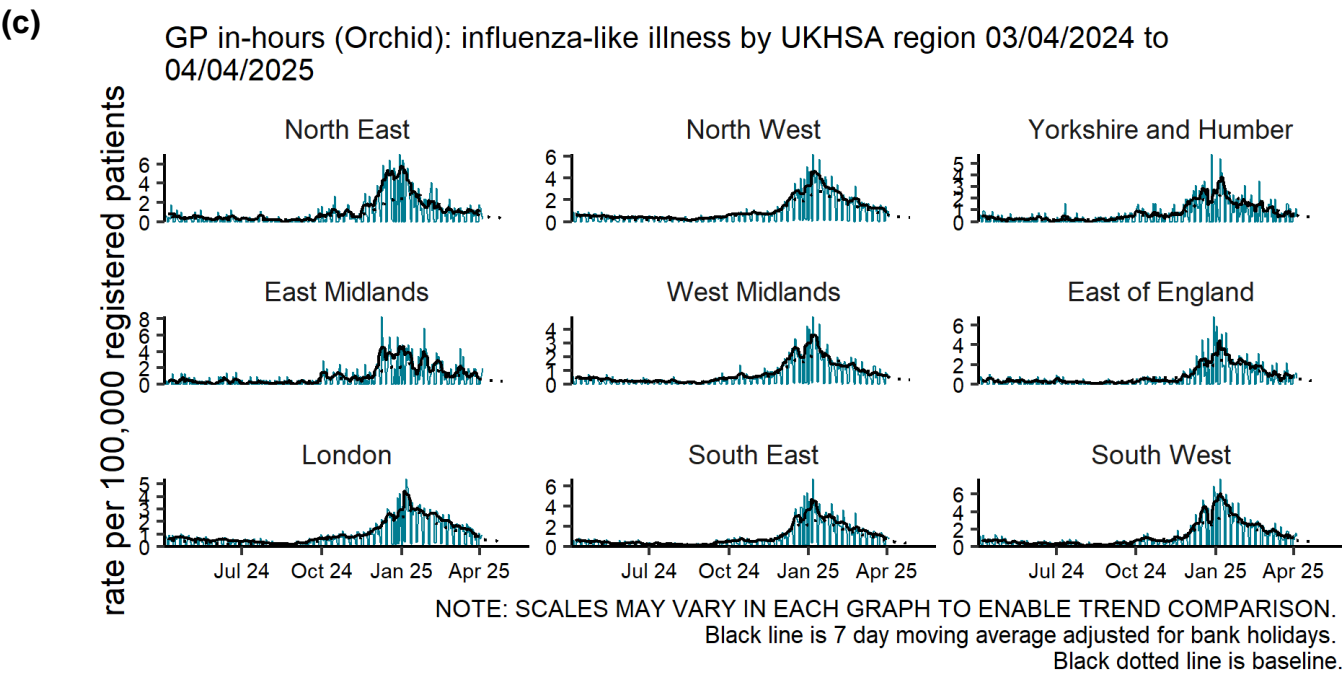 (c)
GP in-hours (Orchid): influenza-like illness by UKHSA region 03/04/2024 to
04/04/2025
rate per 100,000 registered patients
North East
6
4
2
0
North West
6
4
2
0
Yorkshire and Humber
5
4
3
2
1
0
East Midlands
8
6
4
2
0
West Midlands
4
3
2
1
0
East of England
6
4
2
0
London
5
4
3
2
1
0
South East
6
4
2
0
South West
6
4
2
0
Jul 24 Oct 24 Jan 25 Apr 25
Jul 24 Oct 24 Jan 25 Apr 25
Jul 24 Oct 24 Jan 25 Apr 25
NOTE: SCALES MAY VARY IN EACH GRAPH TO ENABLE TREND COMPARISON.
Black line is 7 day moving average adjusted for bank holidays.
Black dotted line is baseline.